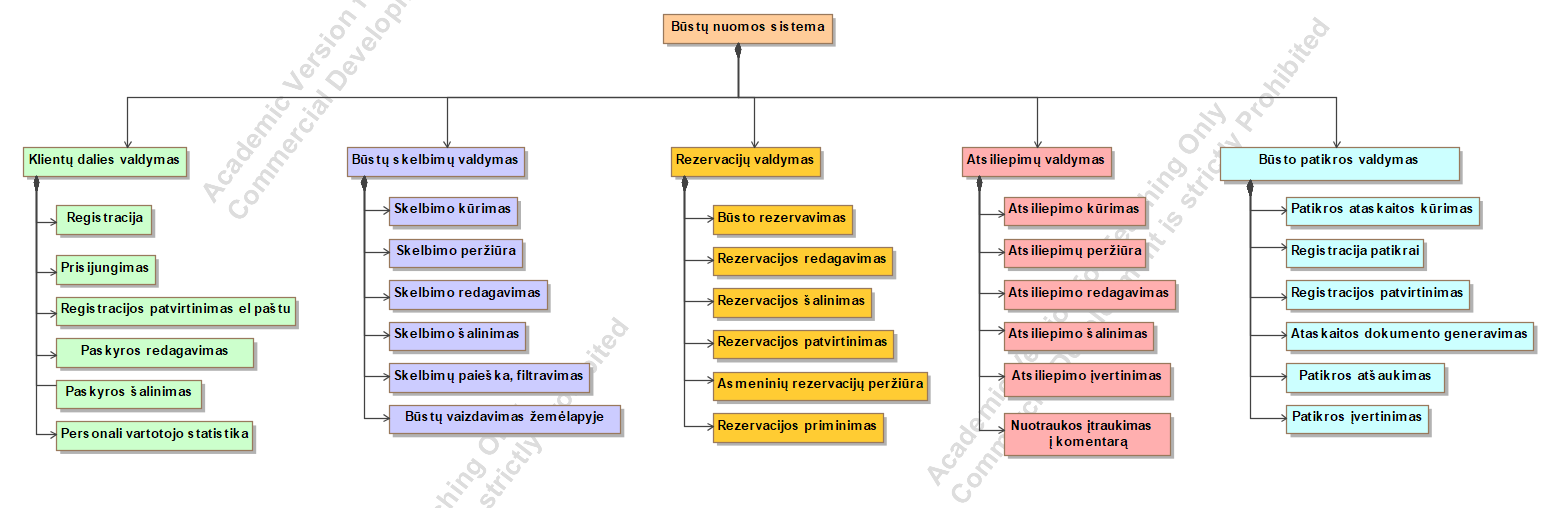 Būstų nuomos sistema
Klientų dalies valdymas
Registracija
Prisijungimas
Registracijos patvirtinimas el paštu
Paskyros redagavimas
Paskyros šalinimas
Personali vartotojo statistika
Būstų skelbimų valdymas
Skelbimo kūrimas
Skelbimo peržiūra
Skelbimo redagavimas
Skelbimo šalinimas
Skelbimų paieška, filtravimas
Būstų vaizdavimas žemėlapyje
Rezervacijų valdymas
Būsto rezervavimas
Rezervacijos redagavimas
Rezervacijos šalinimas
Rezervacijos patvirtinimas
Asmeninių rezervacijų peržiūra
Rezervacijos priminimas
Atsiliepimų valdymas
Atsiliepimo kūrimas
Atsiliepimų peržiūra
Atsiliepimo redagavimas
Atsiliepimo šalinimas
Atsiliepimo įvertinimas
Nuotraukos įtraukimas
į komentarą
Būsto patikros valdymas
Patikros ataskaitos kūrimas
Registracija patikrai
Registracijos patvirtinimas
Ataskaitos dokumento generavimas
Patikros atšaukimas
Patikros įvertinimas
Academic Version
Commercial
strictly
Academic
Only
is strictly Prohibited